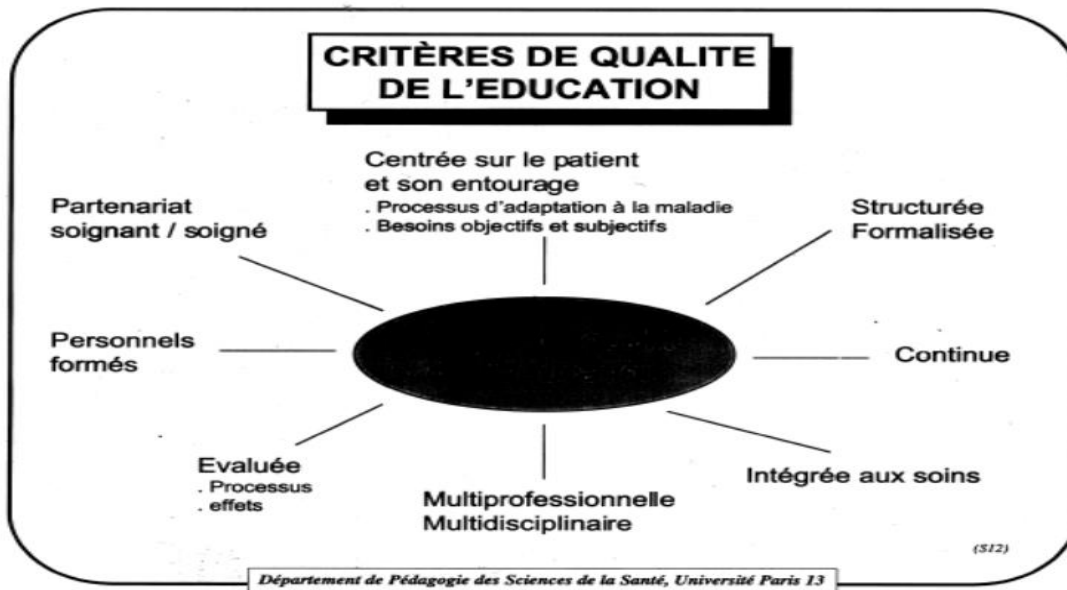 CRITÈRES DE QUALITE
DE L'EDUCATION
Centrée sur le patient
et son entourage
. Processus d'adaptation à la maladie
. Besoins objectifs et subjectifs
Partenariat
soignant / soigné
Structurée
Formalisée
Personnels
formés
Continue
Evaluée
. Processus
. effets
Multiprofessionnelle
Multidisciplinaire
Intégrée aux soins
(S12)
Département de Pédagogie des Sciences de la Santé, Université Paris 13